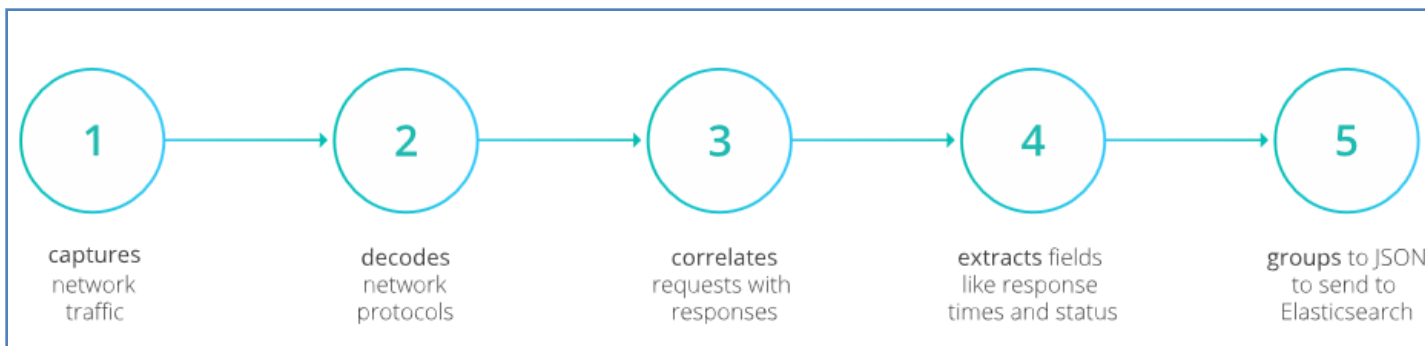 1
2
3
4
5
captures
network
traffic
decodes
network
protocols
correlates
requests with
responses
extracts fields
like response
times and status
groups to JSON
to send to
Elasticsearch